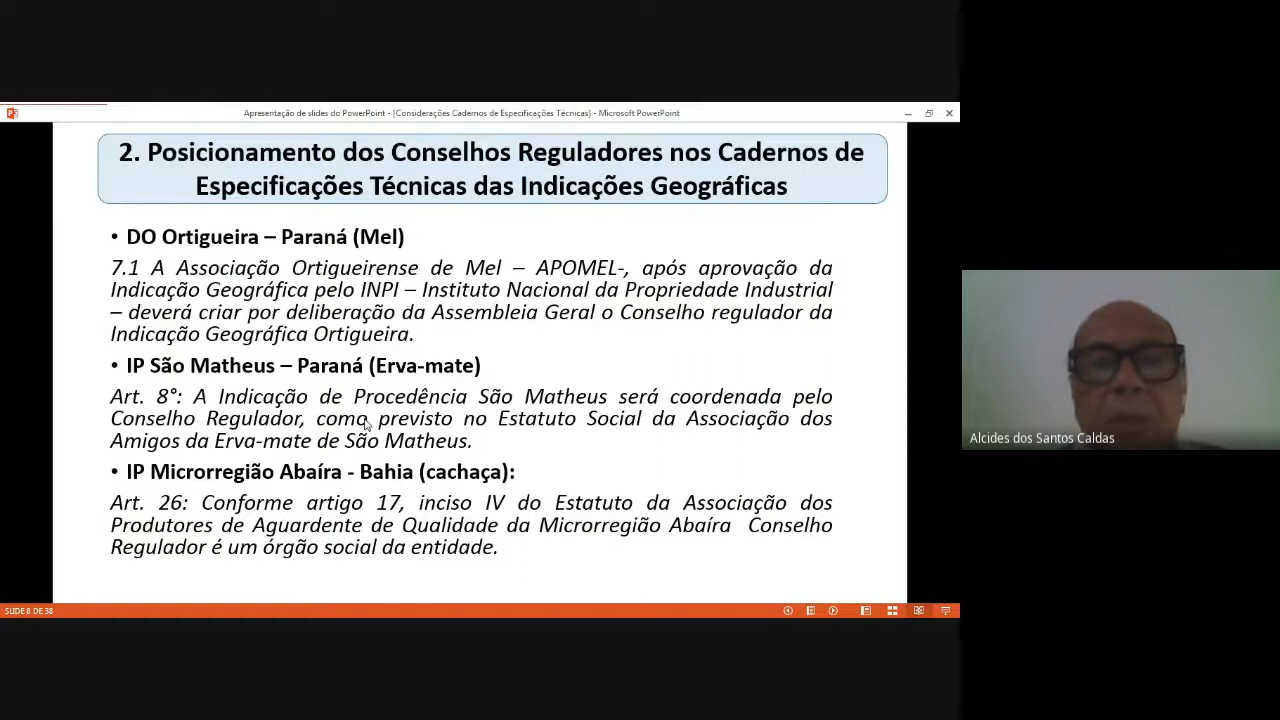 Apresentação de slides do PowerPoint - [Considerações Cadernos de Especificações Técnicas] - Microsoft PowerPoint
2. Posicionamento dos Conselhos Reguladores nos Cadernos de
Especificações Técnicas das Indicações Geográficas
• DO Ortigueira – Paraná (Mel)
7.1 A Associação Ortigueirense de Mel – APOMEL-, após aprovação da
Indicação Geográfica pelo INPI – Instituto Nacional da Propriedade Industrial
– deverá criar por deliberação da Assembleia Geral o Conselho regulador da
Indicação Geográfica Ortigueira.
• IP São Matheus – Paraná (Erva-mate)
Art. 8°: A Indicação de Procedência São Matheus será coordenada pelo
Conselho Regulador, como previsto no Estatuto Social da Associação dos
Amigos da Erva-mate de São Matheus.
• IP Microrregião Abaíra - Bahia (cachaça):
Art. 26: Conforme artigo 17, inciso IV do Estatuto da Associação dos
Produtores de Aguardente de Qualidade da Microrregião Abaíra Conselho
Regulador é um órgão social da entidade.
SLIDE 8 DE 38
Alcides dos Santos Caldas